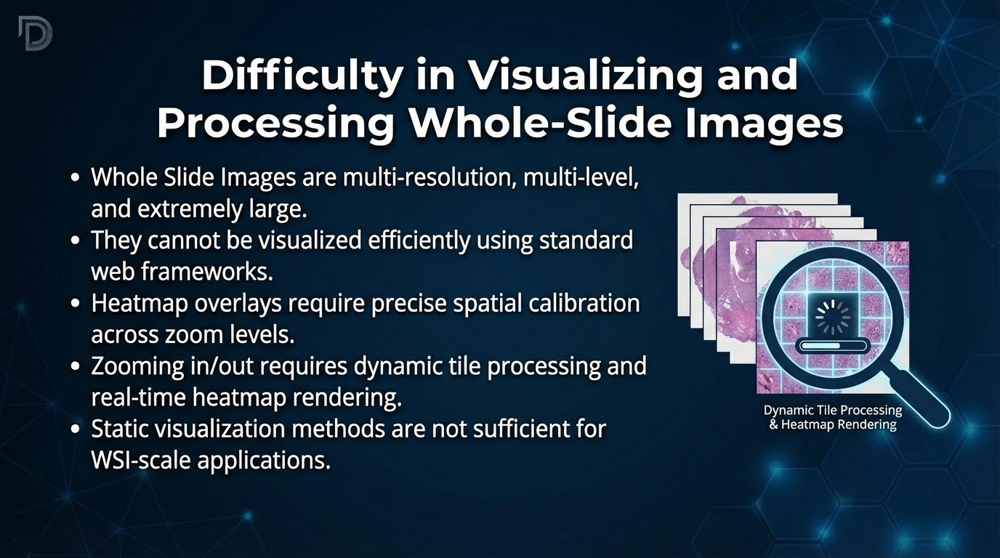 Difficulty in Visualizing and
Processing Whole-Slide Images
• Whole Slide Images are multi-resolution, multi-level,
and extremely large.
• They cannot be visualized efficiently using standard
web frameworks.
• Heatmap overlays require precise spatial calibration
across zoom levels.
• Zooming in/out requires dynamic tile processing and
real-time heatmap rendering.
• Static visualization methods are not sufficient for
WSI-scale applications.
Dynamic Tile Processing
& Heatmap Rendering